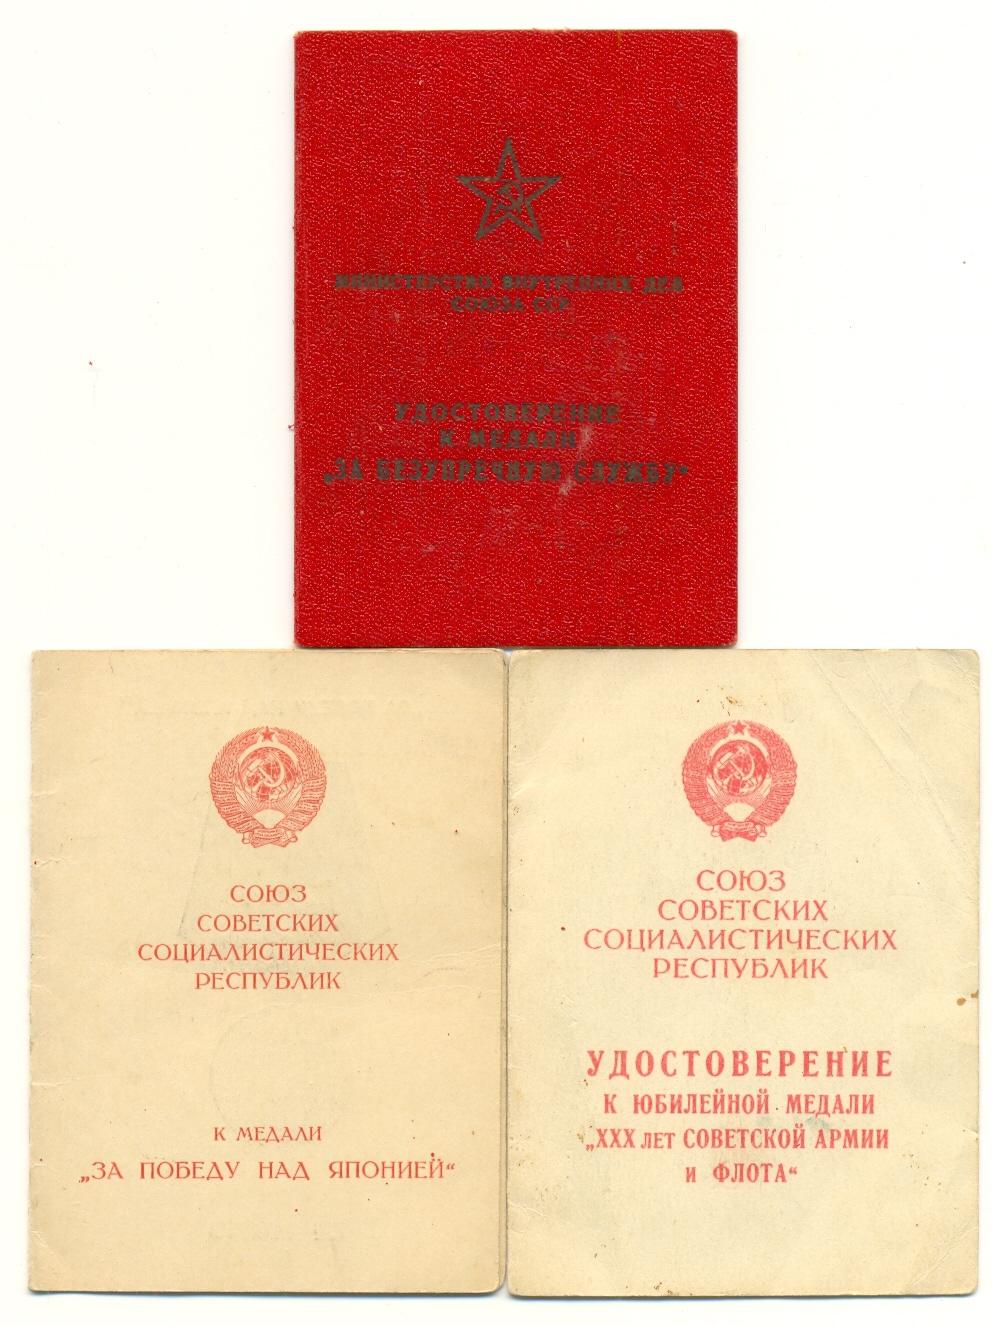 МИНИСТЕРСТВО ВНУТРЕННИХ ДЕЛ
СОЮЗА ССР
УДОСТОВЕРЕНИЕ
К МЕДАЛИ
„ЗА БЕЗУПРЕЧНУЮ СЛУЖБУ“
СОЮЗ
СОВЕТСКИХ
СОЦИАЛИСТИЧЕСКИХ
РЕСПУБЛИК
К МЕДАЛИ
„ЗА ПОБЕДУ НАД ЯПОНИЕЙ“
СОЮЗ
СОВЕТСКИХ
СОЦИАЛИСТИЧЕСКИХ
РЕСПУБЛИК
УДОСТОВЕРЕНИЕ
К ЮБИЛЕЙНОЙ МЕДАЛИ
„XXX ЛЕТ СОВЕТСКОЙ АРМИИ
И ФЛОТА“